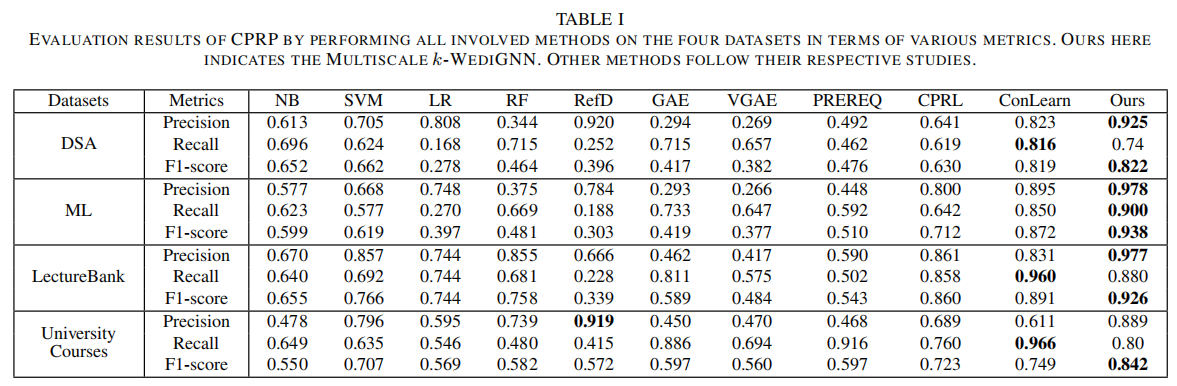 TABLE I
EVALUATION RESULTS OF CPRP BY PERFORMING ALL INVOLVED METHODS ON THE FOUR DATASETS IN TERMS OF VARIOUS METRICS. OURS HERE
INDICATES THE MULTISCALE k-WEDIGNN. OTHER METHODS FOLLOW THEIR RESPECTIVE STUDIES.
Datasets Metrics NB SVM LR RF RefD GAE VGAE PREREQ CPRL ConLearn Ours
DSA
Precision 0.613 0.705 0.808 0.344 0.920 0.294 0.269 0.492 0.641 0.823 0.925
Recall 0.696 0.624 0.168 0.715 0.252 0.715 0.657 0.462 0.619 0.816 0.74
F1-score 0.652 0.662 0.278 0.464 0.396 0.417 0.382 0.476 0.630 0.819 0.822
ML
Precision 0.577 0.668 0.748 0.375 0.784 0.293 0.266 0.448 0.800 0.895 0.978
Recall 0.623 0.577 0.270 0.669 0.188 0.733 0.647 0.592 0.642 0.850 0.900
F1-score 0.599 0.619 0.397 0.481 0.303 0.419 0.377 0.510 0.712 0.872 0.938
LectureBank
Precision 0.670 0.857 0.744 0.855 0.666 0.462 0.417 0.590 0.861 0.831 0.977
Recall 0.640 0.692 0.744 0.681 0.228 0.811 0.575 0.502 0.858 0.960 0.880
F1-score 0.655 0.766 0.744 0.758 0.339 0.589 0.484 0.543 0.860 0.891 0.926
University
Courses
Precision 0.478 0.796 0.595 0.739 0.919 0.450 0.470 0.468 0.689 0.611 0.889
Recall 0.649 0.635 0.546 0.480 0.415 0.886 0.694 0.916 0.760 0.966 0.80
F1-score 0.550 0.707 0.569 0.582 0.572 0.597 0.560 0.597 0.723 0.749 0.842